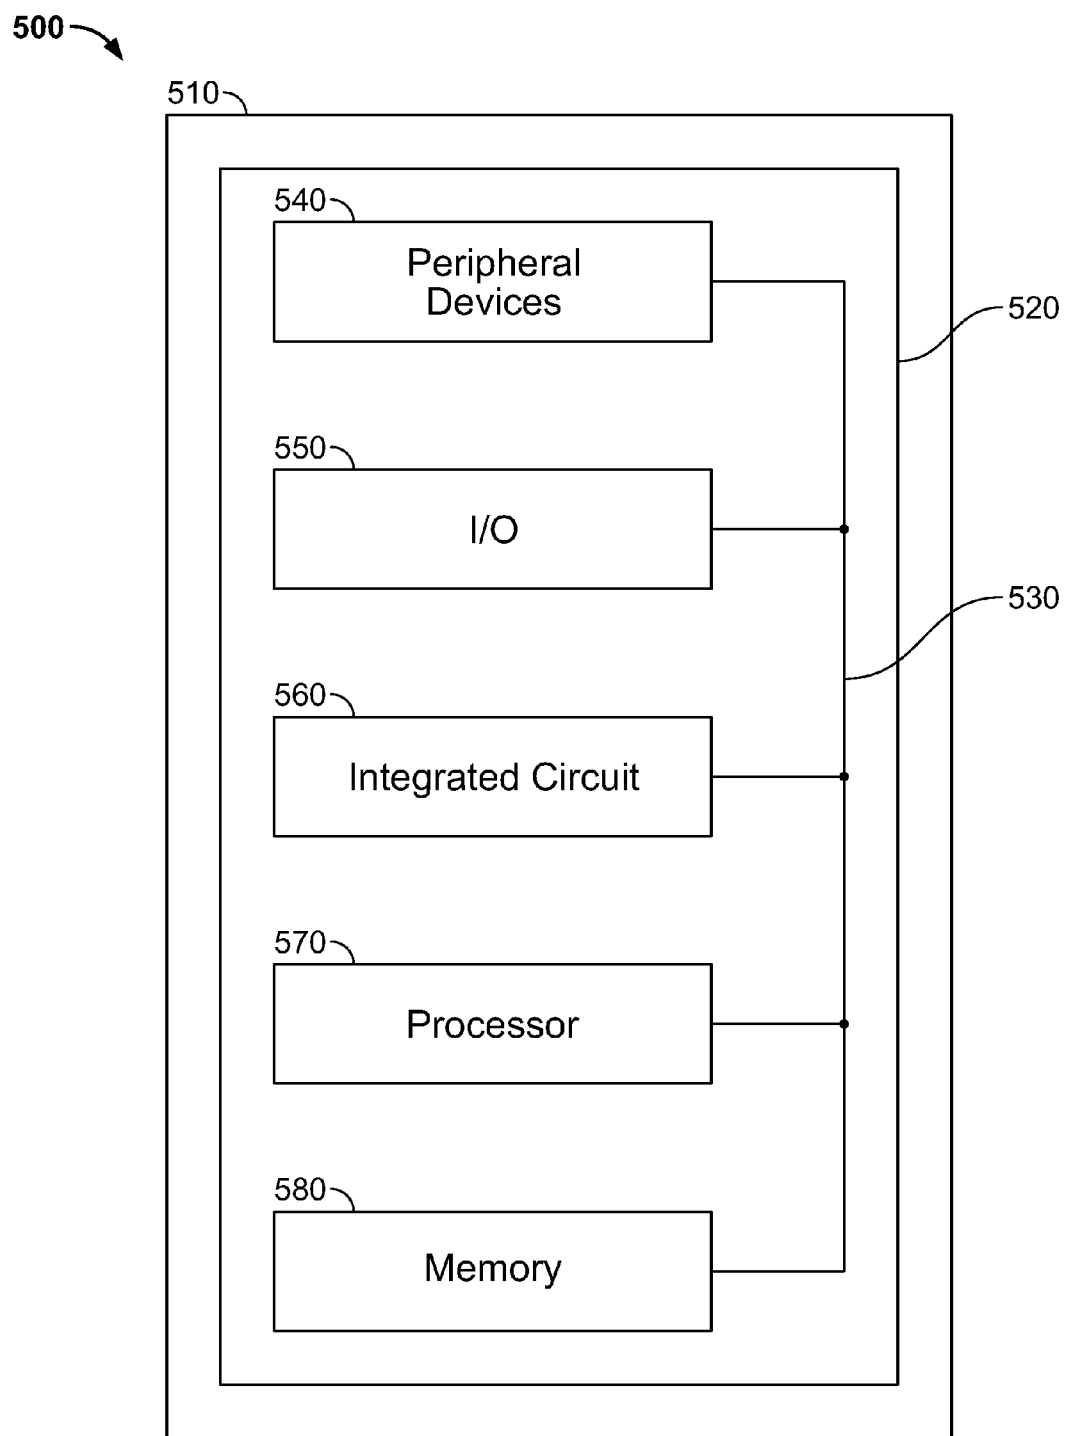 500
510
540
Peripheral
Devices
520
550
I/O
530
560
Integrated Circuit
570
Processor
580
Memory